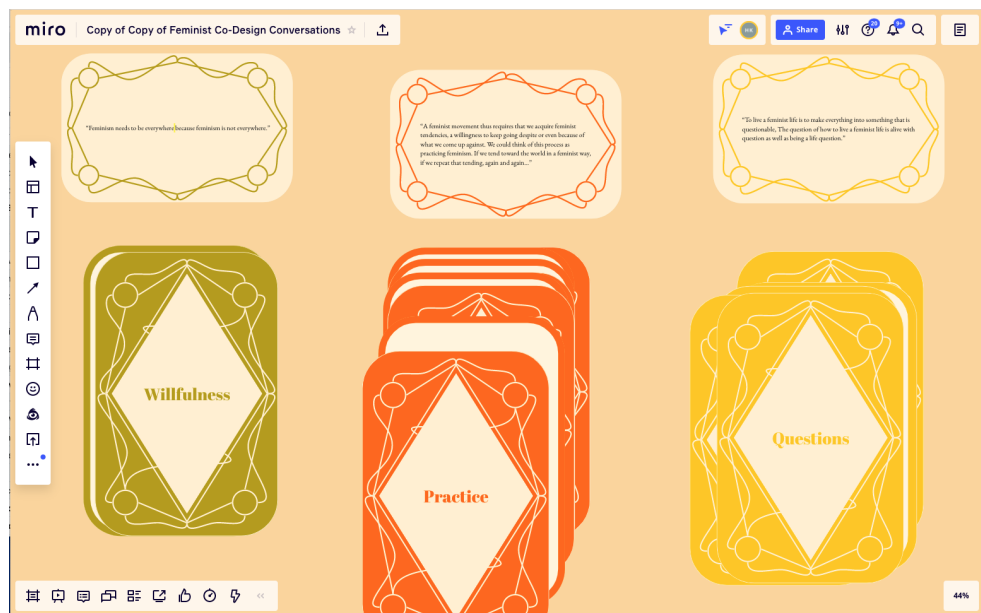 miro
Copy of Copy of Feminist Co-Design Conversations
HK
Share
20
9+
"Feminism needs to be everywhere because feminism is not everywhere."
"A feminist movement thus requires that we acquire feminist
tendencies, a willingness to keep going despite or even because of
what we come up against. We could think of this process as
practicing feminism. If we tend toward the world in a feminist way,
if we repeat that tending, again and again..."
"To live a feminist life is to make everything into something that is
questionable, The question of how to live a feminist life is alive with
question as well as being a life question."
Willfulness
Practice
Questions
44%